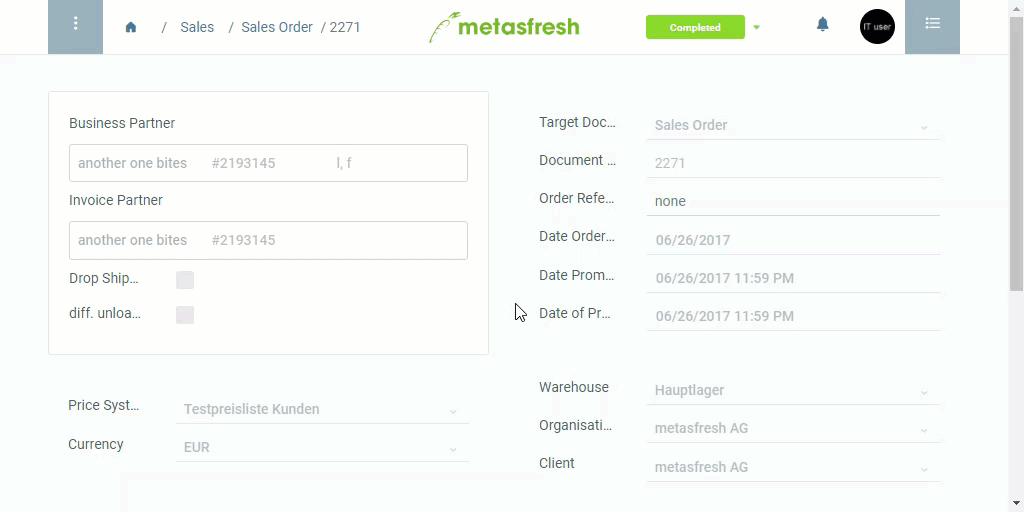 / Sales / Sales Order / 2271
metasfresh
Completed
IT user
Business Partner
another one bites #2193145 l, f
Invoice Partner
another one bites #2193145
Drop Ship...
diff. unloa...
Price Syst... Testpreisliste Kunden
Currency EUR
Target Doc... Sales Order
Document ... 2271
Order Refe... none
Date Order... 06/26/2017
Date Prom... 06/26/2017 11:59 PM
Date of Pr... 06/26/2017 11:59 PM
Warehouse Hauptlager
Organisati... metasfresh AG
Client metasfresh AG